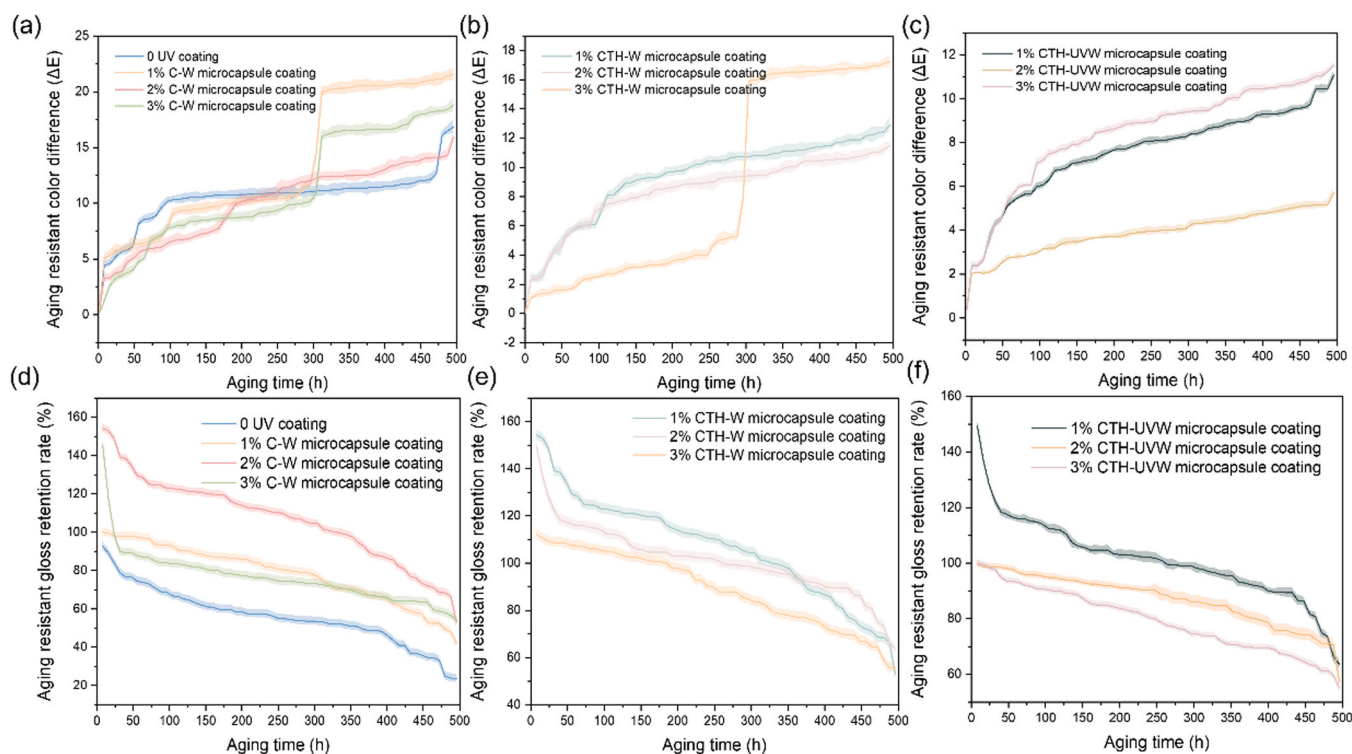 (a)
Aging resistant color difference (ΔE)
25
20
15
10
5
0
0 UV coating
1% C-W microcapsule coating
2% C-W microcapsule coating
3% C-W microcapsule coating
0 50 100 150 200 250 300 350 400 450 500
Aging time (h)
(b)
Aging resistant color difference (ΔE)
18
16
14
12
10
8
6
4
2
0
-2
1% CTH-W microcapsule coating
2% CTH-W microcapsule coating
3% CTH-W microcapsule coating
0 50 100 150 200 250 300 350 400 450 500
Aging time (h)
(c)
Aging resistant color difference (ΔE)
12
10
8
6
4
2
0
1% CTH-UVW microcapsule coating
2% CTH-UVW microcapsule coating
3% CTH-UVW microcapsule coating
0 50 100 150 200 250 300 350 400 450 500
Aging time (h)
(d)
Aging resistant gloss retention rate (%)
160
140
120
100
80
60
40
20
0 UV coating
1% C-W microcapsule coating
2% C-W microcapsule coating
3% C-W microcapsule coating
0 50 100 150 200 250 300 350 400 450 500
Aging time (h)
(e)
Aging resistant gloss retention rate (%)
160
140
120
100
80
60
40
1% CTH-W microcapsule coating
2% CTH-W microcapsule coating
3% CTH-W microcapsule coating
0 50 100 150 200 250 300 350 400 450 500
Aging time (h)
(f)
Aging resistant gloss retention rate (%)
160
140
120
100
80
60
1% CTH-UVW microcapsule coating
2% CTH-UVW microcapsule coating
3% CTH-UVW microcapsule coating
0 50 100 150 200 250 300 350 400 450 500
Aging time (h)